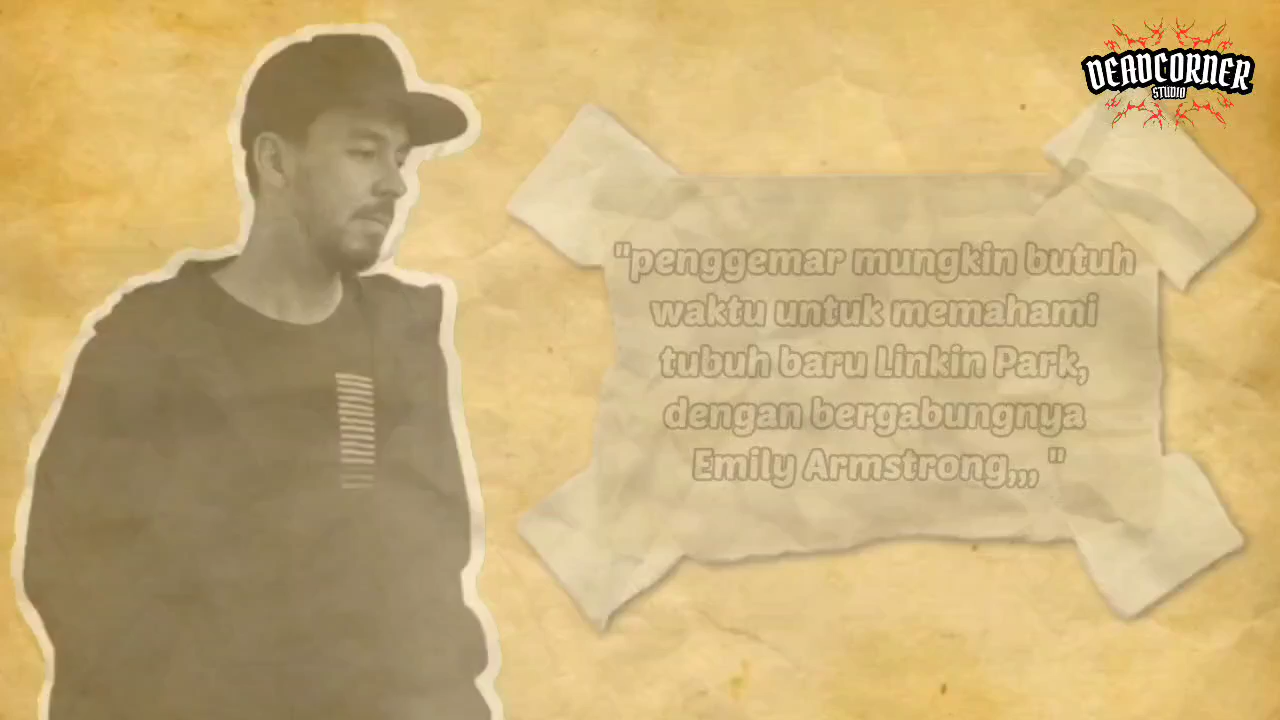 DEADCORNER
STUDIO
"penggemar mungkin butuh
waktu untuk memahami
tubuh baru Linkin Park,
dengan bergabungnya
Emily Armstrong,,, "